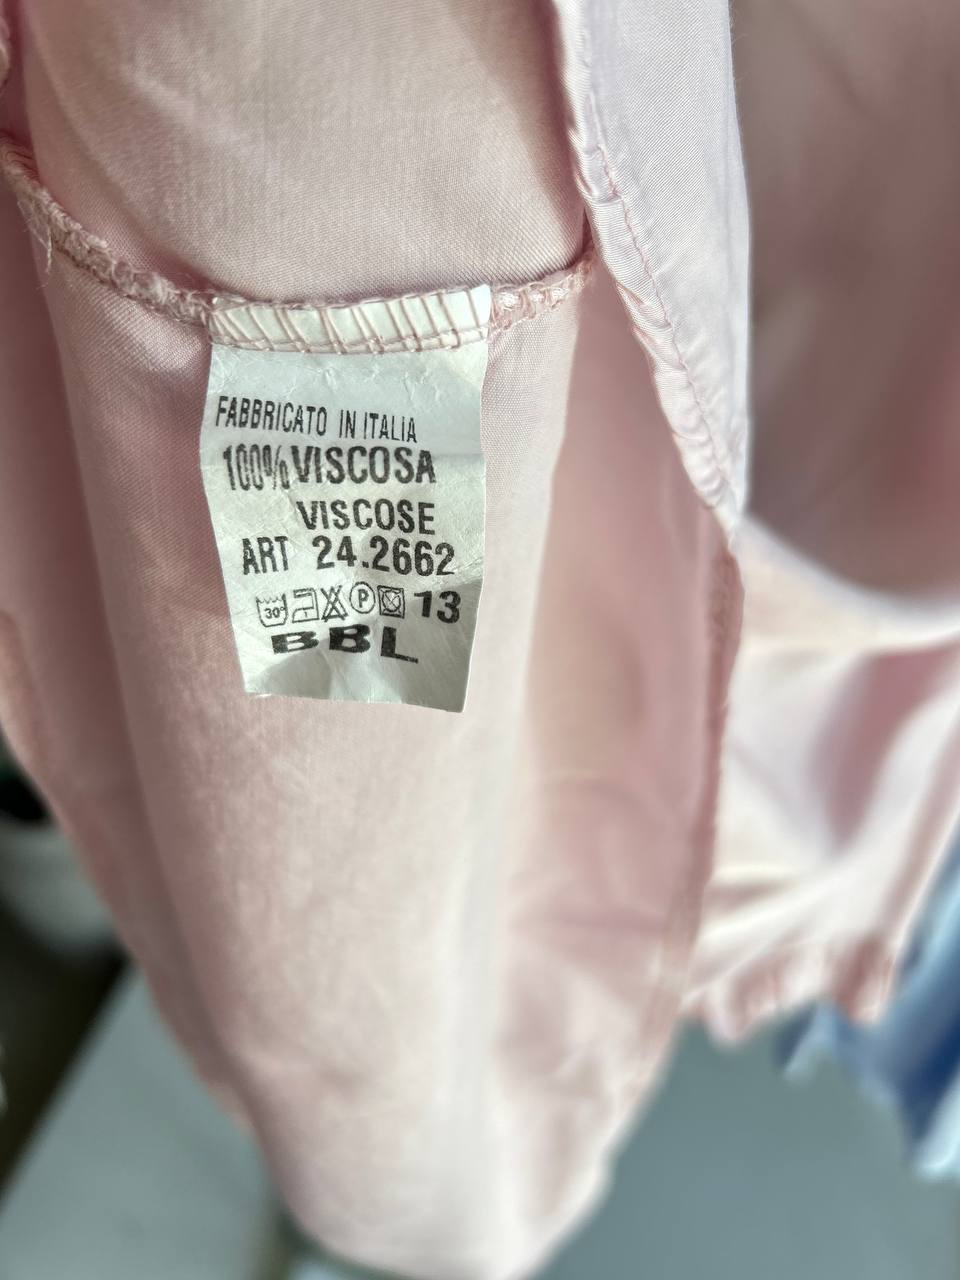 FABBRICATO IN ITALIA
100% VISCOSA
VISCOSE
ART 24.2662
30° P 13
BBL